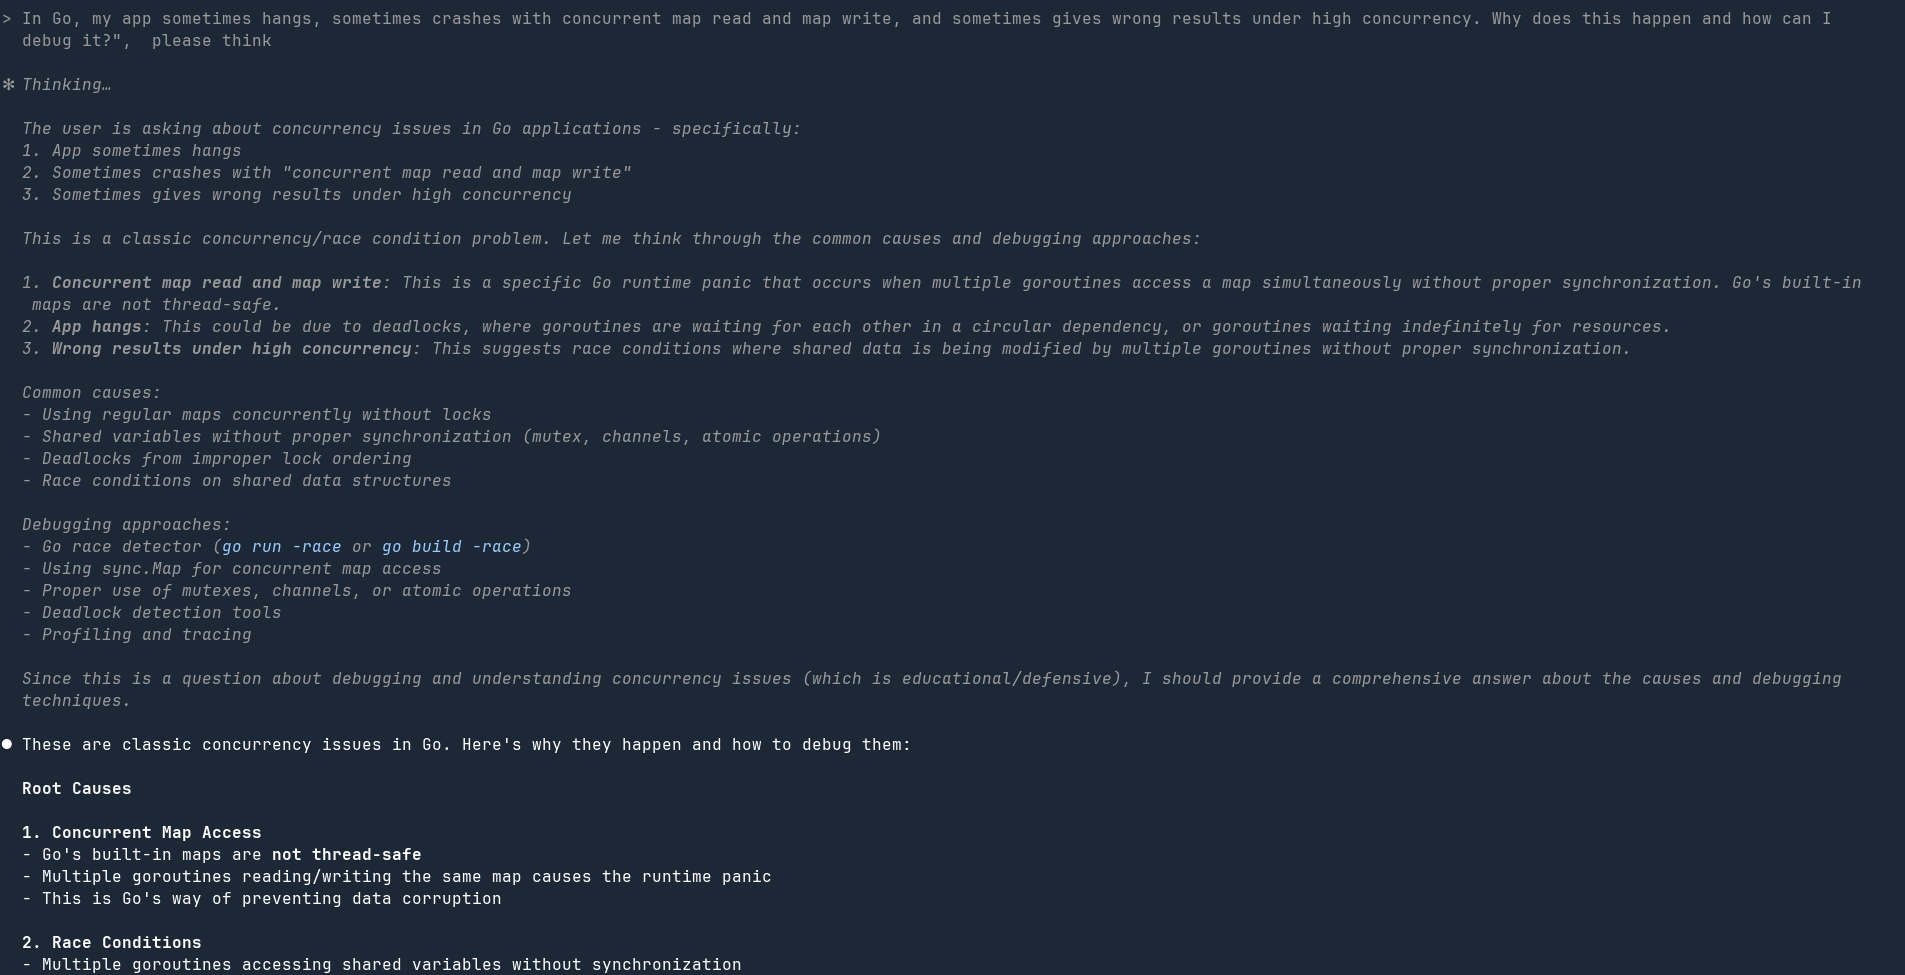 > In Go, my app sometimes hangs, sometimes crashes with concurrent map read and map write, and sometimes gives wrong results under high concurrency. Why does this happen and how can I
debug it?",  please think
✻ Thinking…
The user is asking about concurrency issues in Go applications - specifically:
1. App sometimes hangs
2. Sometimes crashes with "concurrent map read and map write"
3. Sometimes gives wrong results under high concurrency
This is a classic concurrency/race condition problem. Let me think through the common causes and debugging approaches:
1. Concurrent map read and map write: This is a specific Go runtime panic that occurs when multiple goroutines access a map simultaneously without proper synchronization. Go's built-in
maps are not thread-safe.
2. App hangs: This could be due to deadlocks, where goroutines are waiting for each other in a circular dependency, or goroutines waiting indefinitely for resources.
3. Wrong results under high concurrency: This suggests race conditions where shared data is being modified by multiple goroutines without proper synchronization.
Common causes:
- Using regular maps concurrently without locks
- Shared variables without proper synchronization (mutex, channels, atomic operations)
- Deadlocks from improper lock ordering
- Race conditions on shared data structures
Debugging approaches:
- Go race detector (go run -race or go build -race)
- Using sync.Map for concurrent map access
- Proper use of mutexes, channels, or atomic operations
- Deadlock detection tools
- Profiling and tracing
Since this is a question about debugging and understanding concurrency issues (which is educational/defensive), I should provide a comprehensive answer about the causes and debugging
techniques.
● These are classic concurrency issues in Go. Here's why they happen and how to debug them:
Root Causes
1. Concurrent Map Access
- Go's built-in maps are not thread-safe
- Multiple goroutines reading/writing the same map causes the runtime panic
- This is Go's way of preventing data corruption
2. Race Conditions
- Multiple goroutines accessing shared variables without synchronization